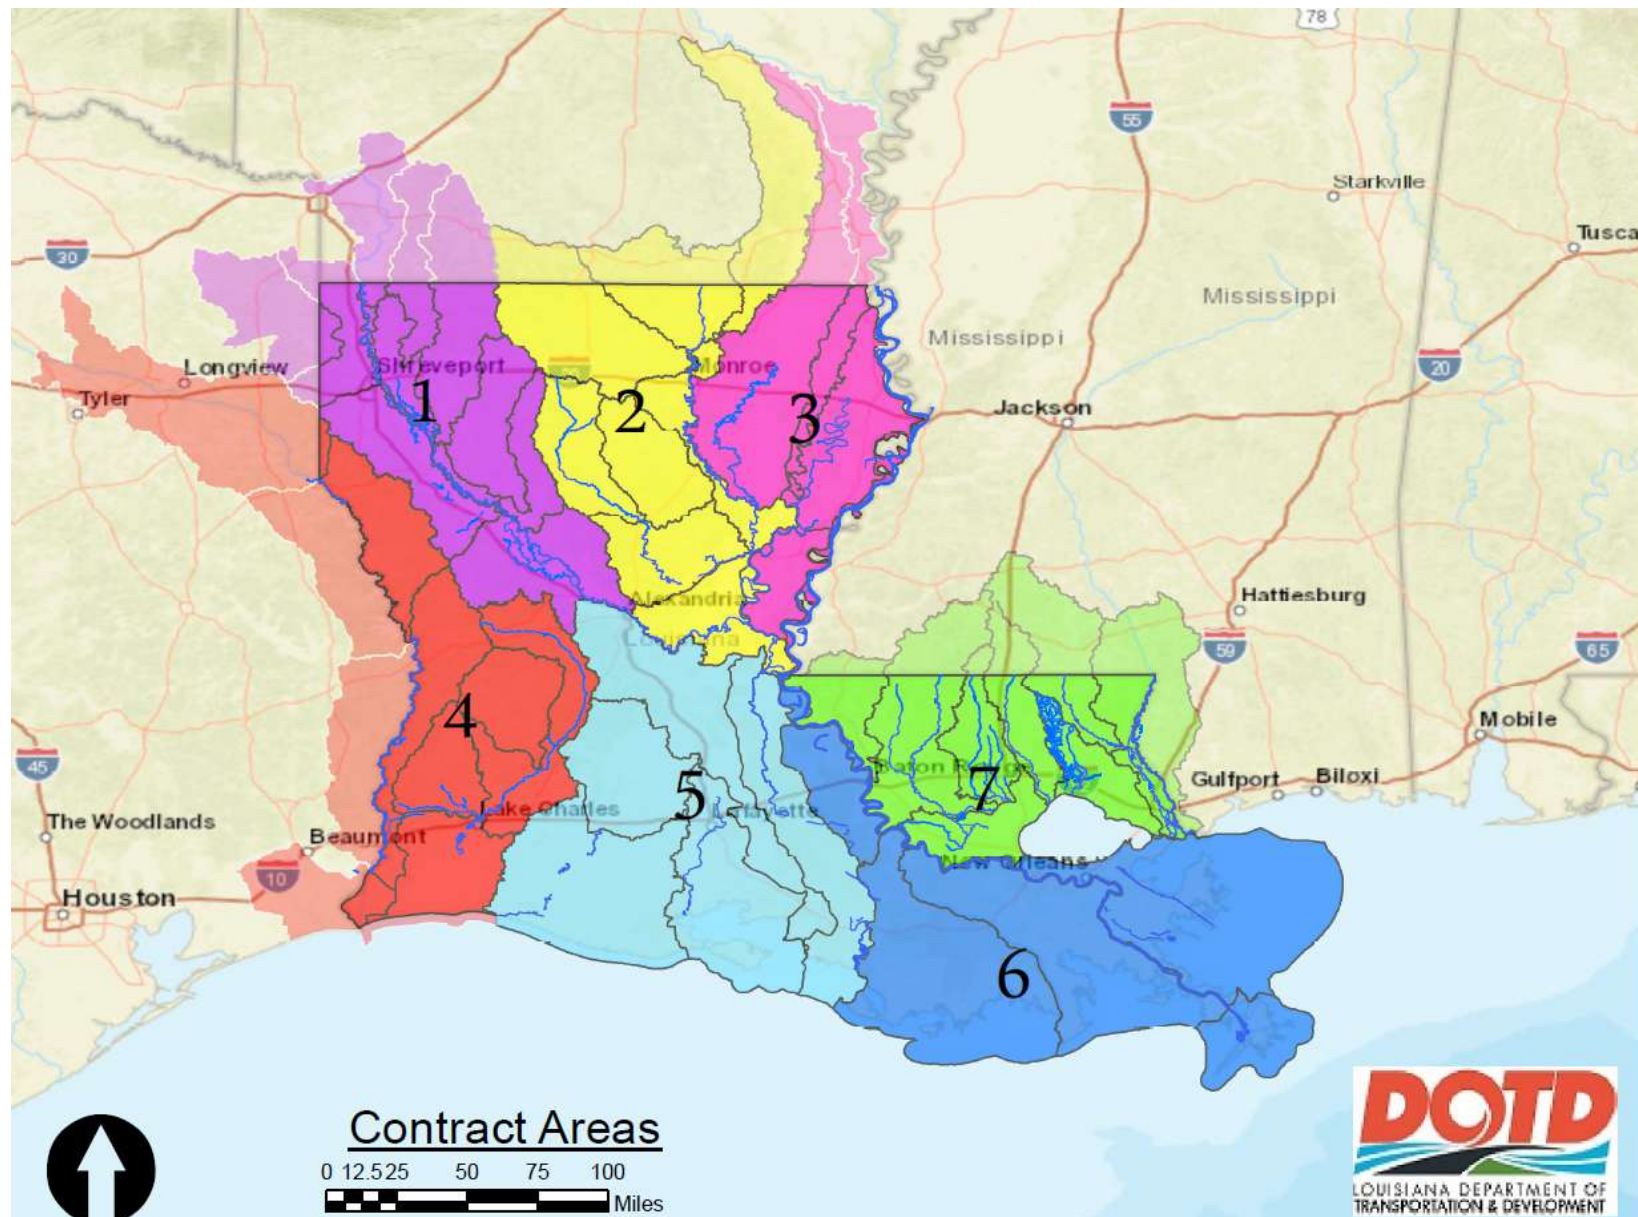 78
55
Starkville
Tusca
30
Mississippi
Mississippi
Longview
Shreveport
Monroe
20
Tyler
1
2
3
Jackson
Alexandria
Louisiana
Hattiesburg
59
65
4
Mobile
45
5
Baton Rouge
7
Gulfport
Biloxi
The Woodlands
Lake Charles
Lafayette
Beaumont
New Orleans
10
Houston
6
Contract Areas
0 12.5 25 50 75 100
Miles
DOTD
LOUISIANA DEPARTMENT OF
TRANSPORTATION & DEVELOPMENT